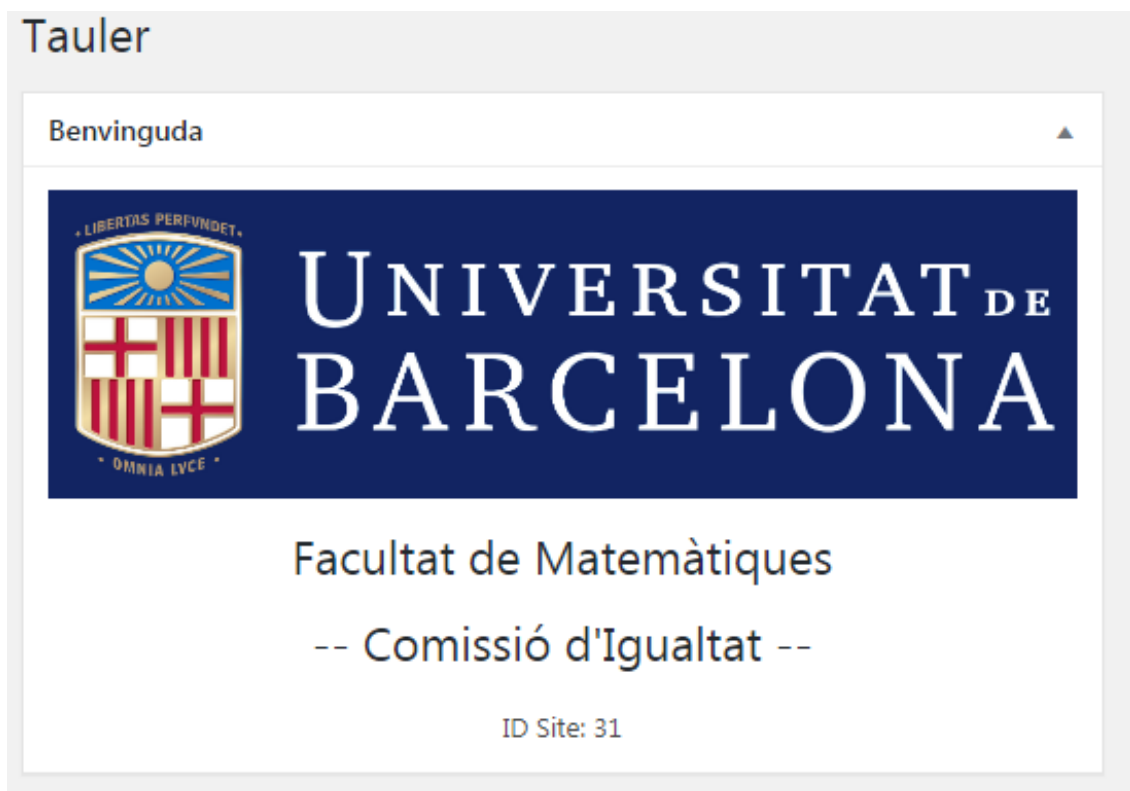 Tauler
Benvinguda
· LIBERTAS PERFVNDET ·
UNIVERSITAT DE
BARCELONA
· OMNIA LVCE ·
Facultat de Matemàtiques
-- Comissió d'Igualtat --
ID Site: 31